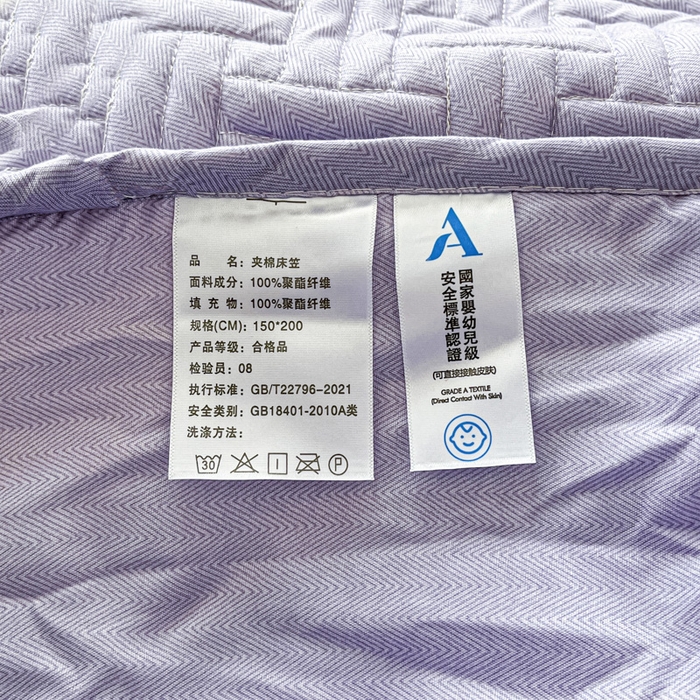 品 名：夹棉床笠
面料成分：100%聚酯纤维
填 充 物：100%聚酯纤维
规格(CM)：150*200
产品等级：合格品
检验员：08
执行标准：GB/T22796-2021
安全类别：GB18401-2010A类
洗涤方法：
30
P
A
國家嬰幼兒級
安全標準認證
(可直接接触皮肤)
GRADE A TEXTILE
(Direct Contact With Skin)